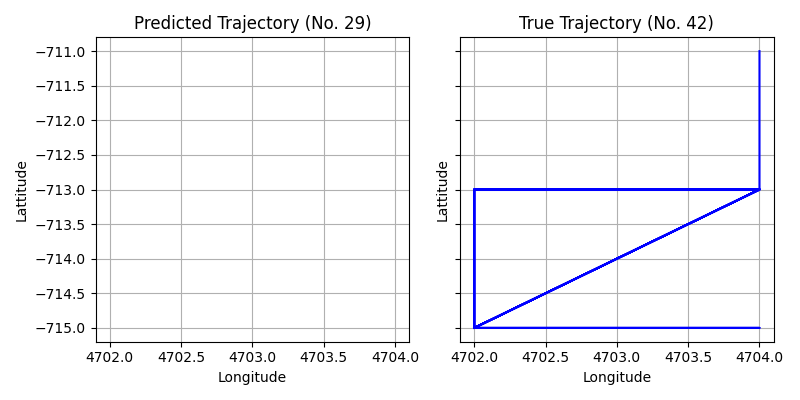 Predicted Trajectory (No. 29)
True Trajectory (No. 42)
−711.0
−711.5
−712.0
−712.5
−713.0
−713.5
−714.0
−714.5
−715.0
Lattitude
Lattitude
4702.0 4702.5 4703.0 4703.5 4704.0
4702.0 4702.5 4703.0 4703.5 4704.0
Longitude
Longitude